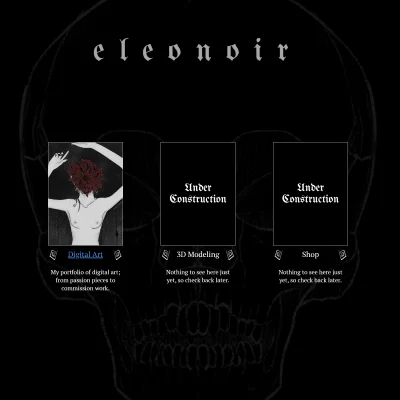 eleonoir
Under
Construction
Under
Construction
Digital Art
3D Modeling
Shop
My portfolio of digital art;
from passion pieces to
commission work.
Nothing to see here just
yet, so check back later.
Nothing to see here just
yet, so check back later.